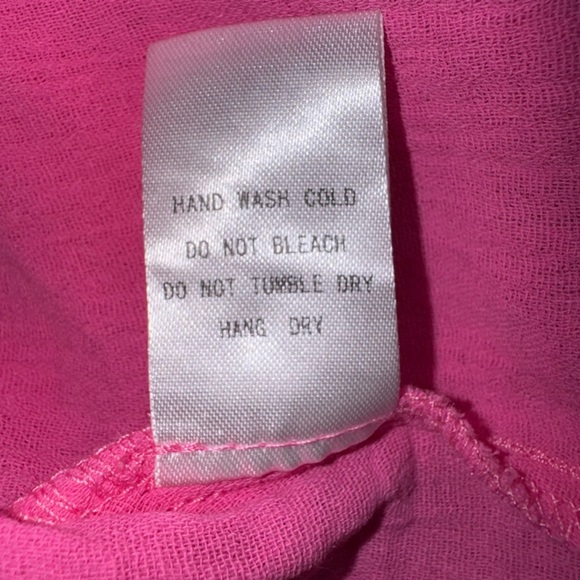 HAND WASH COLD
DO NOT BLEACH
DO NOT TUMBLE DRY
HANG DRY